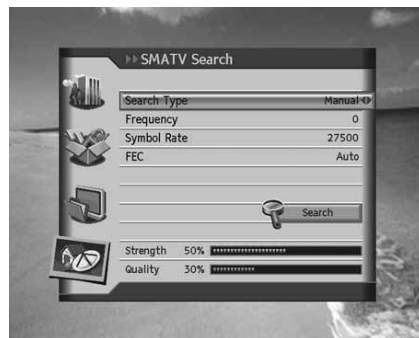 SMATV Search
Search Type Manual
Frequency 0
Symbol Rate 27500
FEC Auto
Search
Strength 50%
Quality 30%